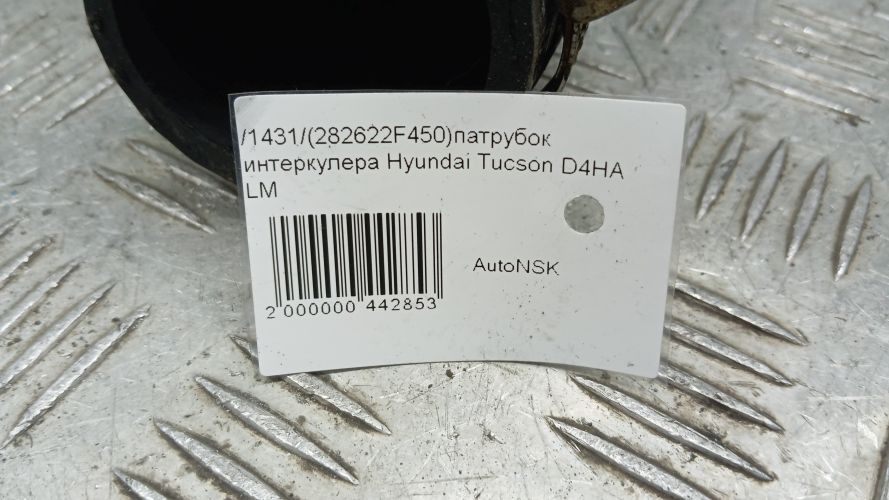 /1431/(282622F450)патрубок
интеркулера Hyundai Tucson D4HA
LM
AutoNSK
2 000000 442853